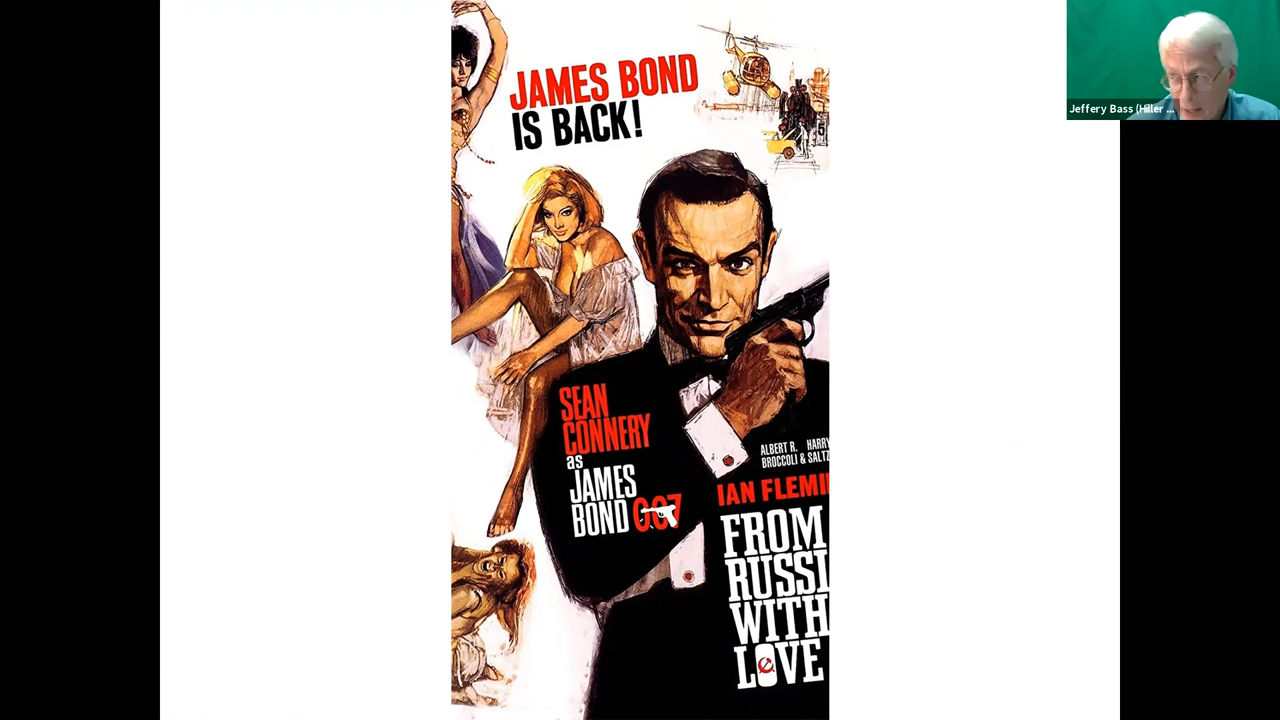 JAMES BOND
IS BACK!
Jeffery Bass (Hiller ...
SEAN
CONNERY
as
JAMES
BOND 007
ALBERT R. HARRY
BROCCOLI & SALTZ
IAN FLEMI
FROM
RUSSI
WITH
LOVE